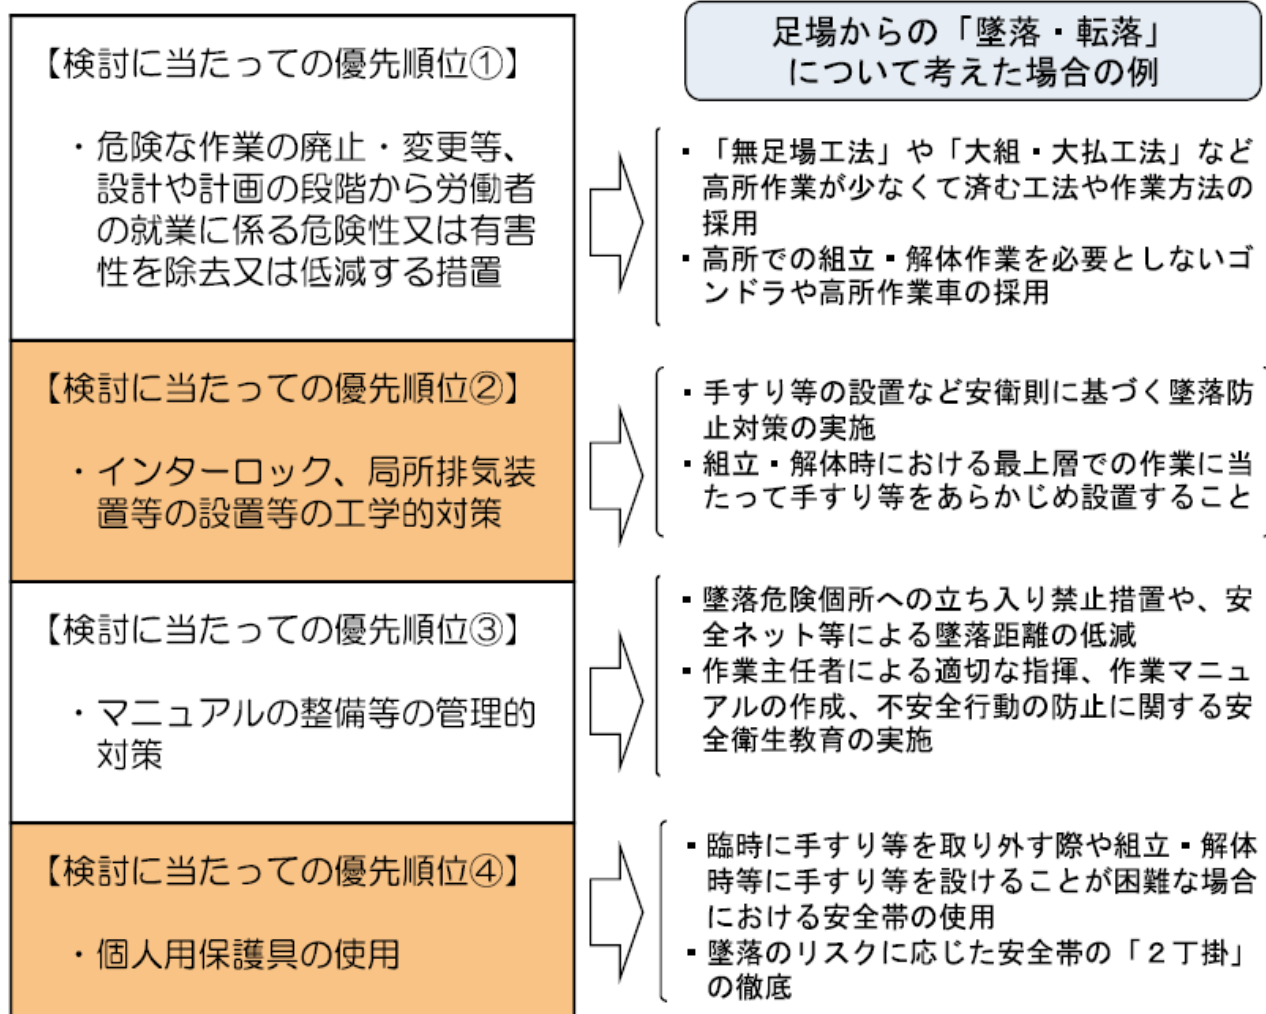 【検討に当たっての優先順位①】
・危険な作業の廃止・変更等、
設計や計画の段階から労働者
の就業に係る危険性又は有害
性を除去又は低減する措置
足場からの「墜落・転落」
について考えた場合の例
▪「無足場工法」や「大組・大払工法」など
高所作業が少なくて済む工法や作業方法の
採用
▪高所での組立・解体作業を必要としないゴ
ンドラや高所作業車の採用
【検討に当たっての優先順位②】
・インターロック、局所排気装
置等の設置等の工学的対策
▪手すり等の設置など安衛則に基づく墜落防
止対策の実施
▪組立・解体時における最上層での作業に当
たって手すり等をあらかじめ設置すること
【検討に当たっての優先順位③】
・マニュアルの整備等の管理的
対策
▪墜落危険個所への立ち入り禁止措置や、安
全ネット等による墜落距離の低減
▪作業主任者による適切な指揮、作業マニュ
アルの作成、不安全行動の防止に関する安
全衛生教育の実施
【検討に当たっての優先順位④】
・個人用保護具の使用
▪臨時に手すり等を取り外す際や組立・解体
時等に手すり等を設けることが困難な場合
における安全帯の使用
▪墜落のリスクに応じた安全帯の「２丁掛」
の徹底